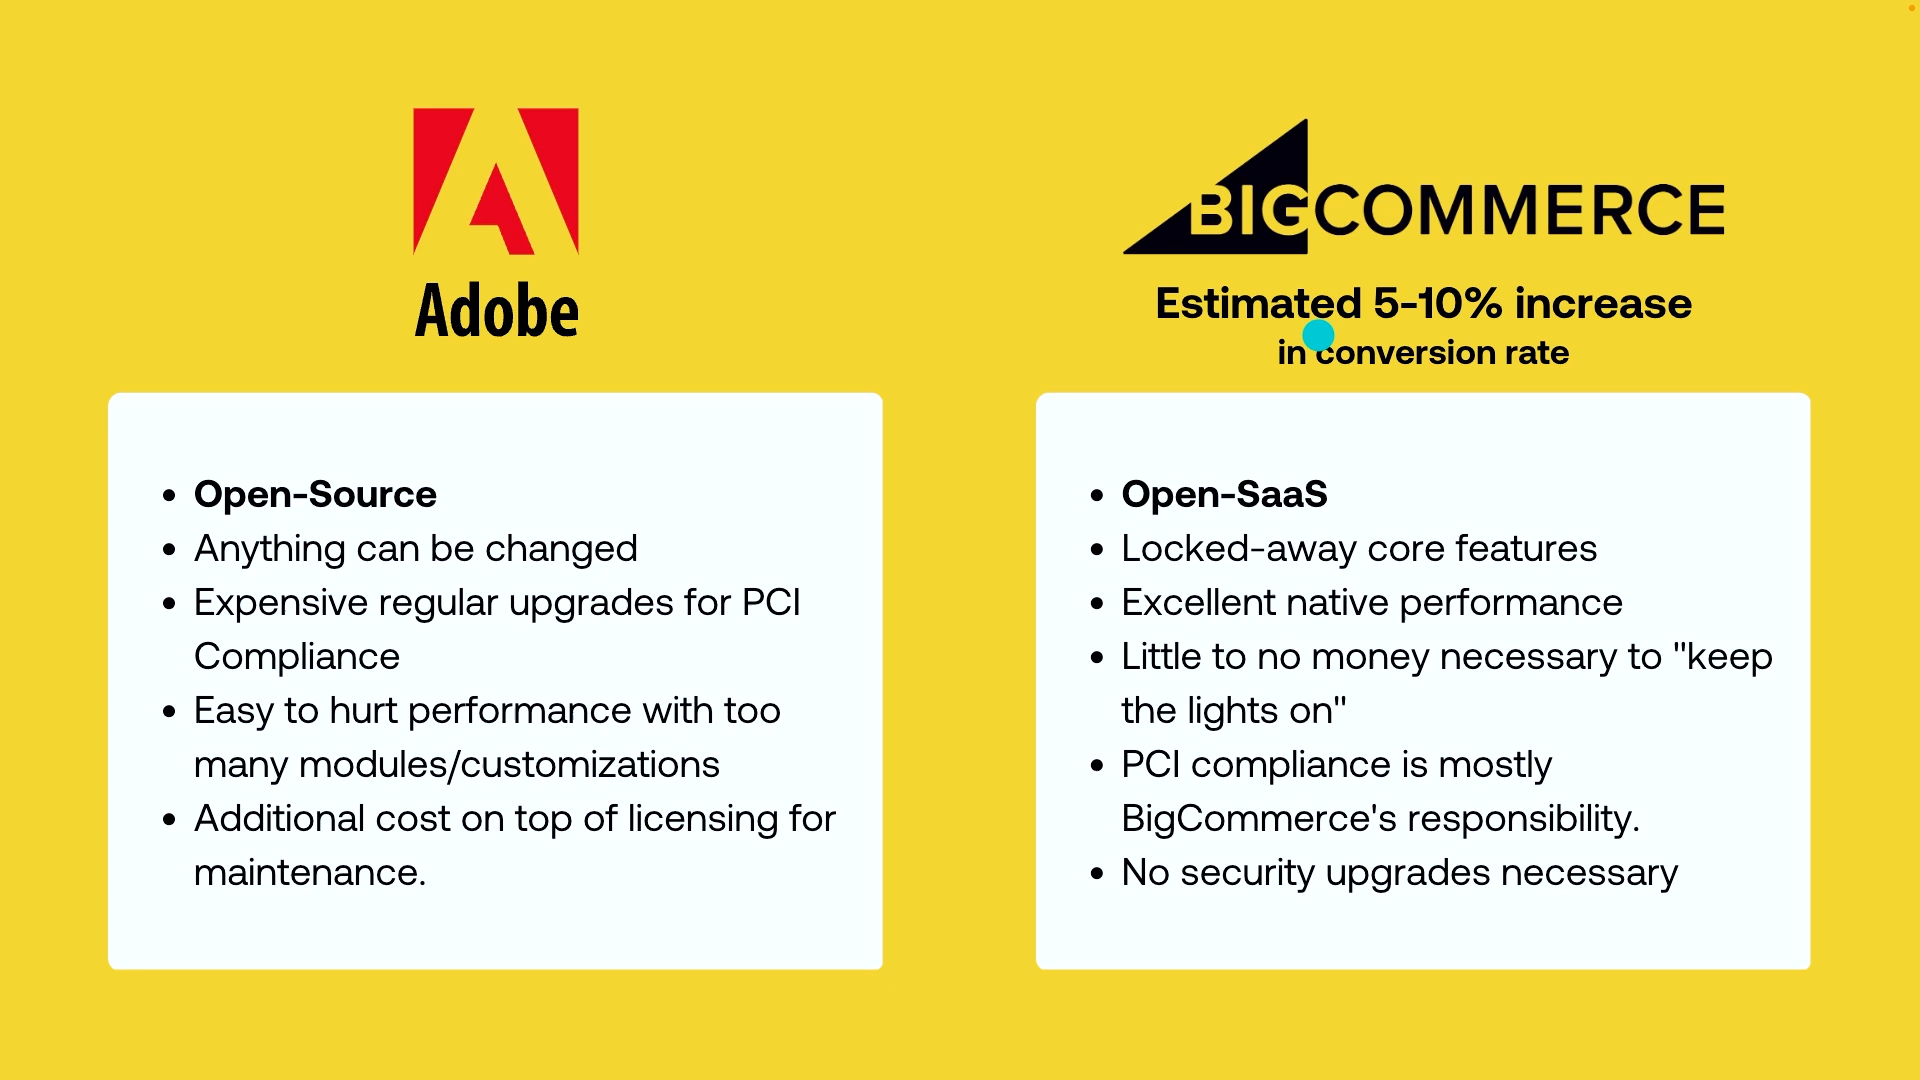 Adobe
• Open-Source
• Anything can be changed
• Expensive regular upgrades for PCI
Compliance
• Easy to hurt performance with too
many modules/customizations
• Additional cost on top of licensing for
maintenance.
BIGCOMMERCE
Estimated 5-10% increase
in conversion rate
• Open-SaaS
• Locked-away core features
• Excellent native performance
• Little to no money necessary to "keep
the lights on"
• PCI compliance is mostly
BigCommerce's responsibility.
• No security upgrades necessary